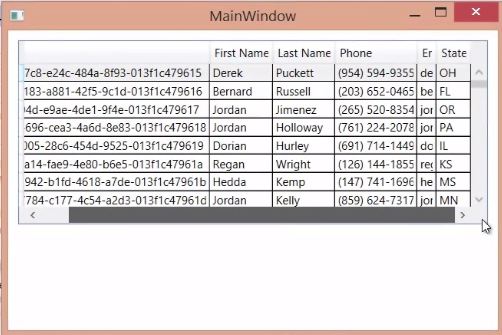 MainWindow
First Name Last Name Phone Er State
7c8-e24c-484a-8f93-013f1c479615 Derek Puckett (954) 594-9355 de OH
183-a881-42f5-9c1d-013f1c479616 Bernard Russell (203) 652-0465 be FL
4d-e9ae-4de1-9f4e-013f1c479617 Jordan Jimenez (265) 520-8354 jor OR
696-cea3-4a6d-8e83-013f1c479618 Jordan Holloway (761) 224-2078 jor PA
005-28c6-454d-9525-013f1c479619 Dorian Hurley (691) 714-1449 do IL
a14-fae9-4e80-b6e5-013f1c47961a Regan Wright (126) 144-1855 reg KS
942-b1fd-4618-a7de-013f1c47961b Hedda Kemp (147) 741-1696 he MS
784-c177-4c54-a2d3-013f1c47961d Jordan Kelly (859) 624-7317 jor MN